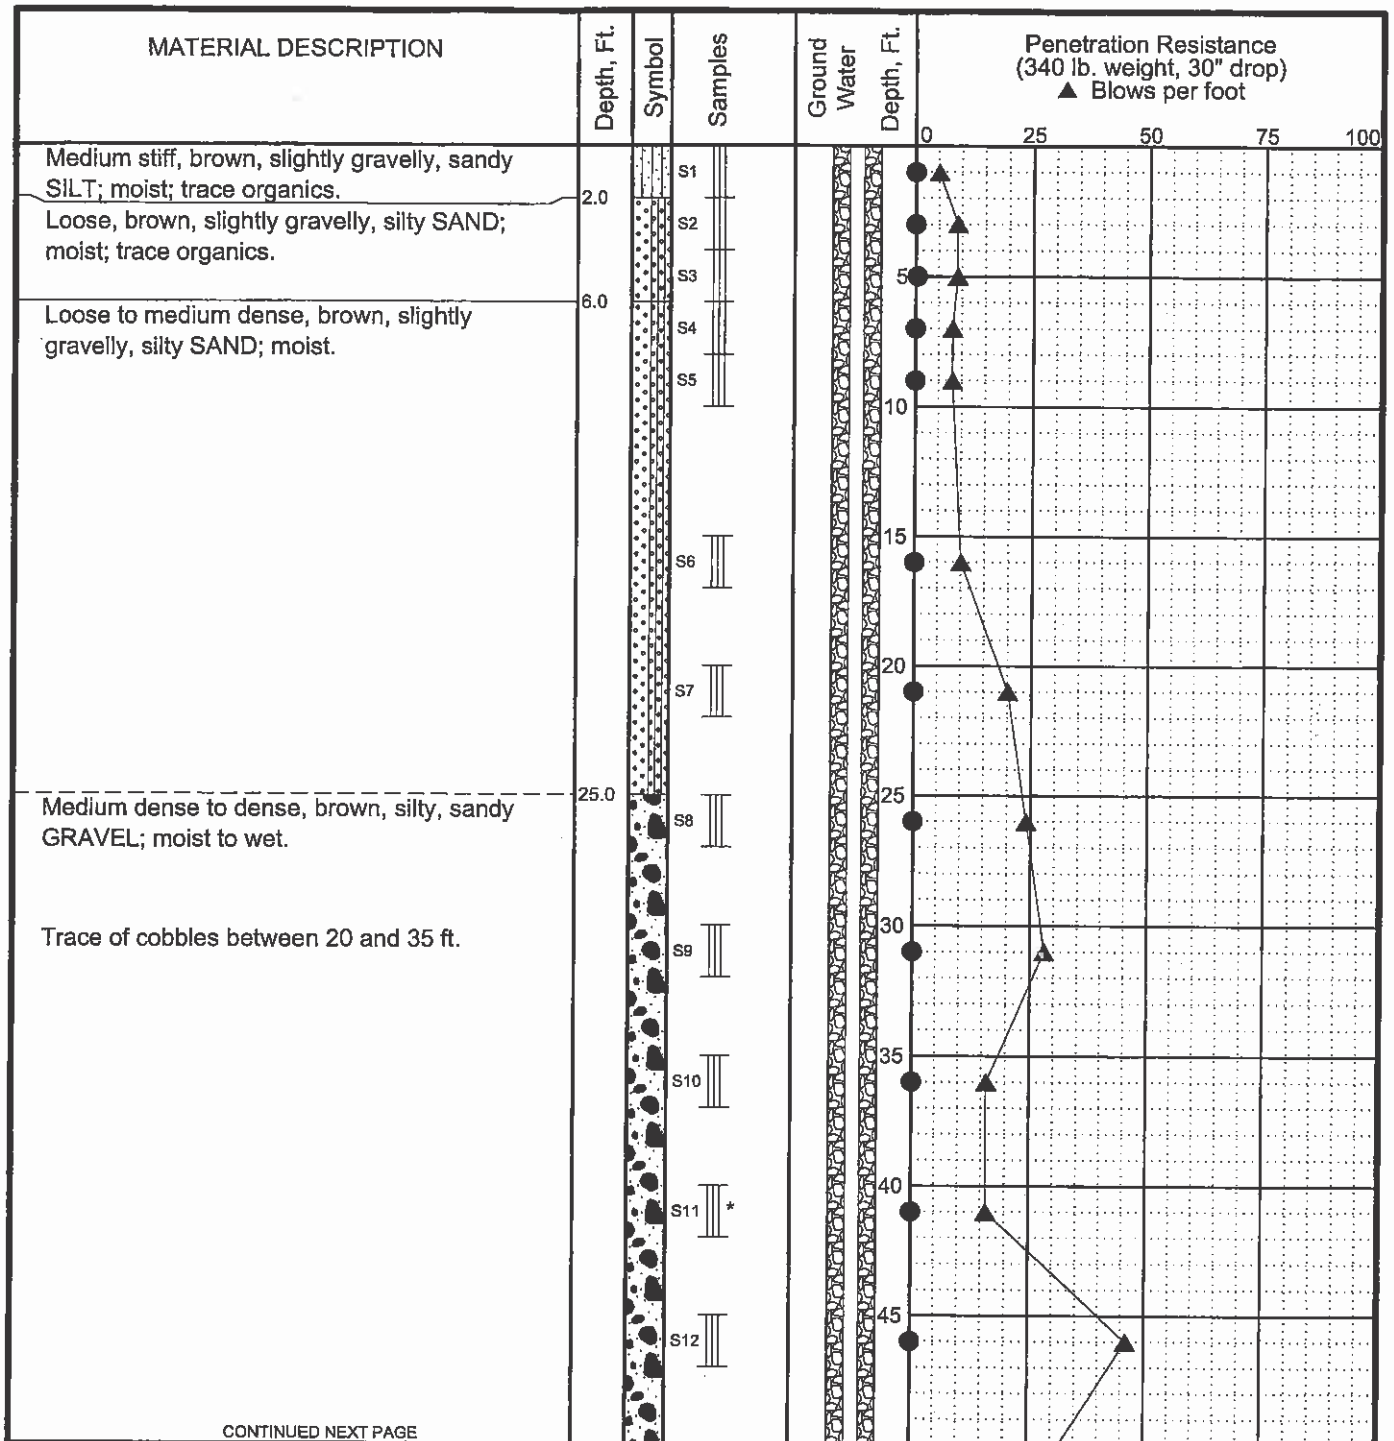 MATERIAL DESCRIPTION
Depth, Ft.
Symbol
Samples
Ground
Water
Depth, Ft.
Penetration Resistance
(340 lb. weight, 30" drop)
▲ Blows per foot
0 25 50 75 100
Medium stiff, brown, slightly gravelly, sandy
SILT; moist; trace organics.
2.0
Loose, brown, slightly gravelly, silty SAND;
moist; trace organics.
6.0
Loose to medium dense, brown, slightly
gravelly, silty SAND; moist.
25.0
Medium dense to dense, brown, silty, sandy
GRAVEL; moist to wet.
Trace of cobbles between 20 and 35 ft.
CONTINUED NEXT PAGE
S1
S2
S3
S4
S5
S6
S7
S8
S9
S10
S11 *
S12
5
10
15
20
25
30
35
40
45